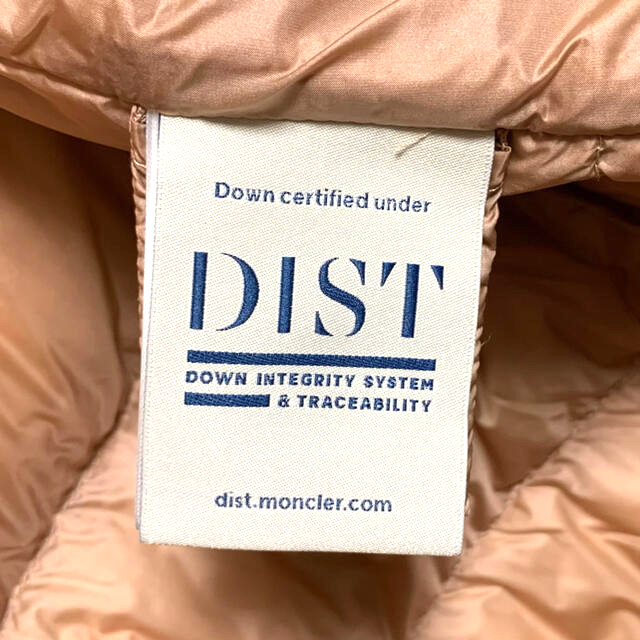 Down certified under
DIST
DOWN INTEGRITY SYSTEM
& TRACEABILITY
dist.moncler.com